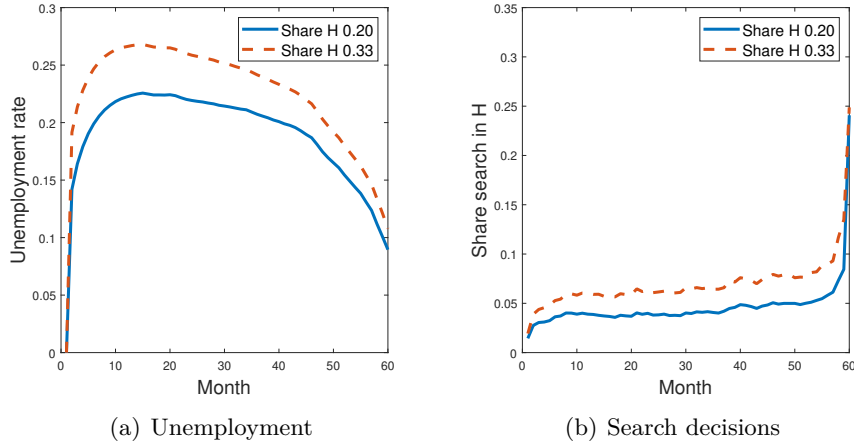 0.3
0.25
0.2
0.15
0.1
0.05
0
Unemployment rate
Share H 0.20
Share H 0.33
0 10 20 30 40 50 60
Month
(a) Unemployment
0.35
0.3
0.25
0.2
0.15
0.1
0.05
0
Share search in H
Share H 0.20
Share H 0.33
0 10 20 30 40 50 60
Month
(b) Search decisions